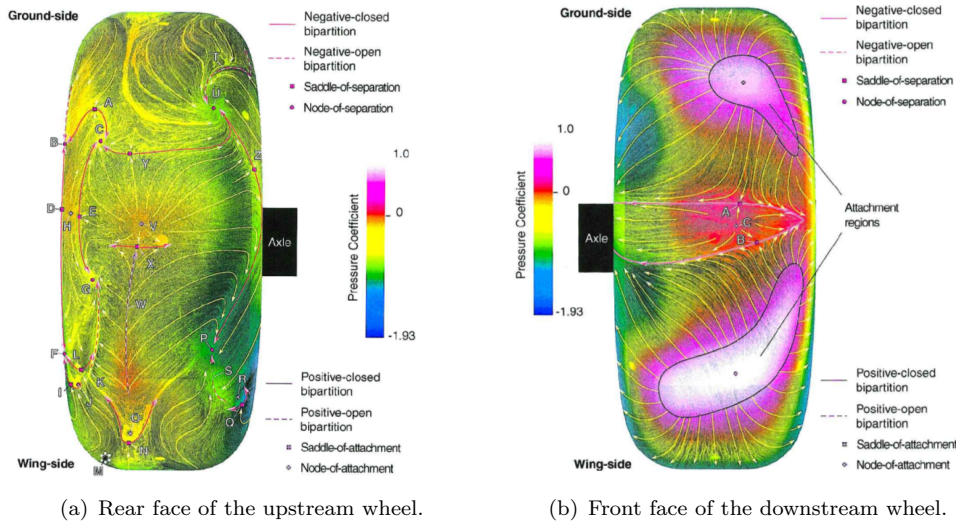 Ground-side
Negative-closed
bipartition
Negative-open
bipartition
Saddle-of-separation
Node-of-separation
T
U
A
B
C
Y
Z
D
E
H
V
X
G
W
F
L
I
J
K
P
S
R
Q
O
N
M
Axle
Pressure Coefficient
1.0
0
-1.93
Positive-closed
bipartition
Positive-open
bipartition
Saddle-of-attachment
Node-of-attachment
Wing-side
(a) Rear face of the upstream wheel.
Ground-side
Negative-closed
bipartition
Negative-open
bipartition
Saddle-of-separation
Node-of-separation
Pressure Coefficient
1.0
0
-1.93
Axle
A
C
B
Attachment
regions
Positive-closed
bipartition
Positive-open
bipartition
Saddle-of-attachment
Node-of-attachment
Wing-side
(b) Front face of the downstream wheel.